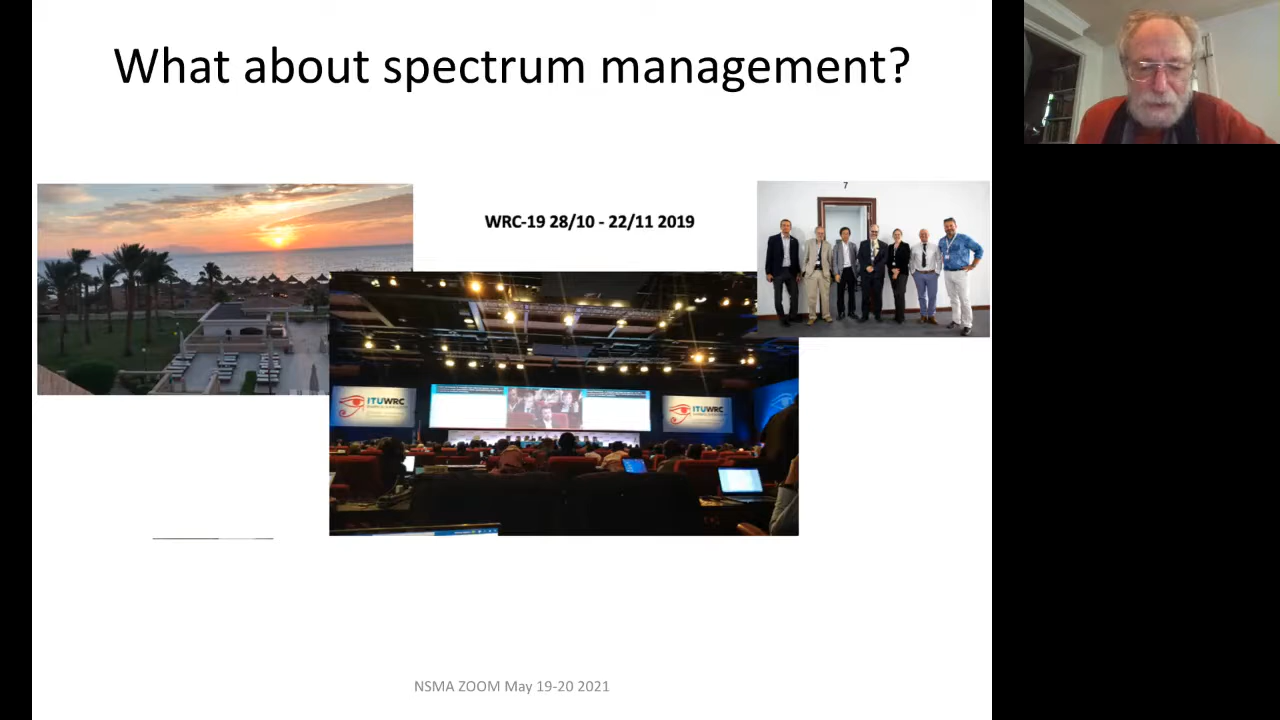 What about spectrum management?
WRC-19 28/10 - 22/11 2019
7
ITUWRC
ITUWRC
NSMA ZOOM May 19-20 2021